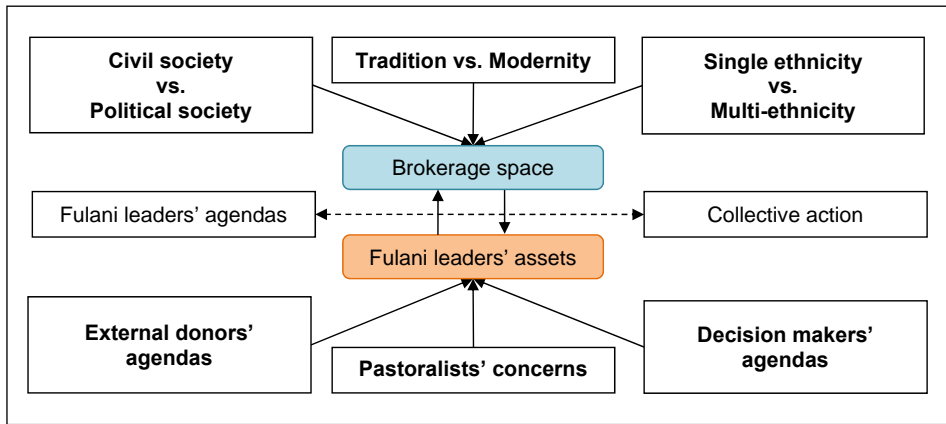 Civil society
vs.
Political society
Tradition vs. Modernity
Single ethnicity
vs.
Multi-ethnicity
Brokerage space
Fulani leaders’ agendas
Collective action
Fulani leaders’ assets
External donors’
agendas
Pastoralists’ concerns
Decision makers’
agendas